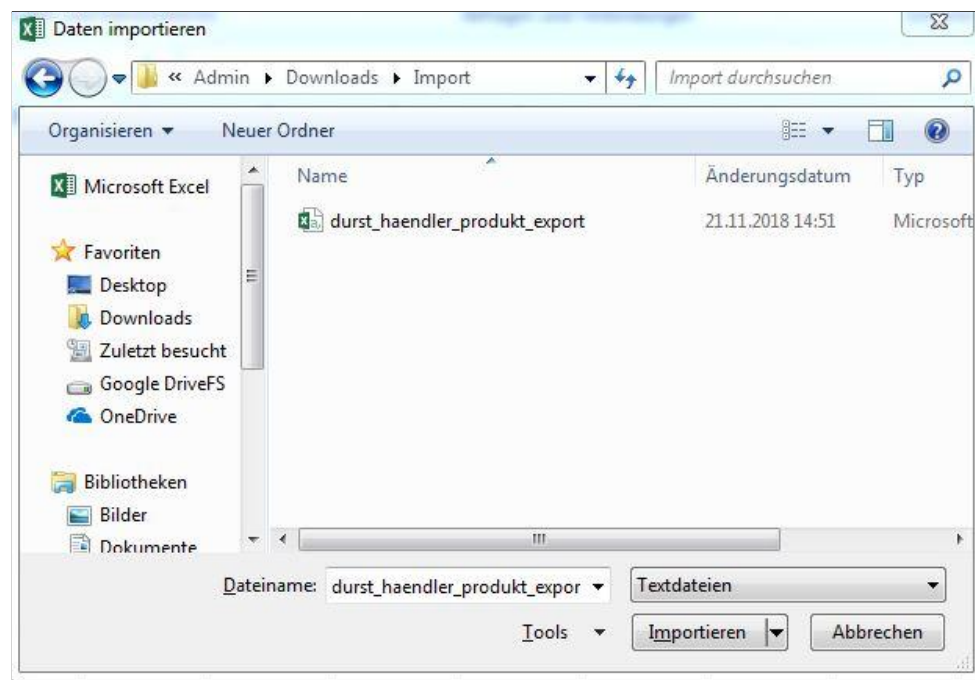 Daten importieren
« Admin Downloads Import
Import durchsuchen
Organisieren Neuer Ordner
Microsoft Excel
Favoriten
Desktop
Downloads
Zuletzt besucht
Google DriveFS
OneDrive
Bibliotheken
Bilder
Dokumente
Name Änderungsdatum Typ
durst_haendler_produkt_export 21.11.2018 14:51 Microsoft
Dateiname: durst_haendler_produkt_expor Textdateien
Tools Importieren Abbrechen